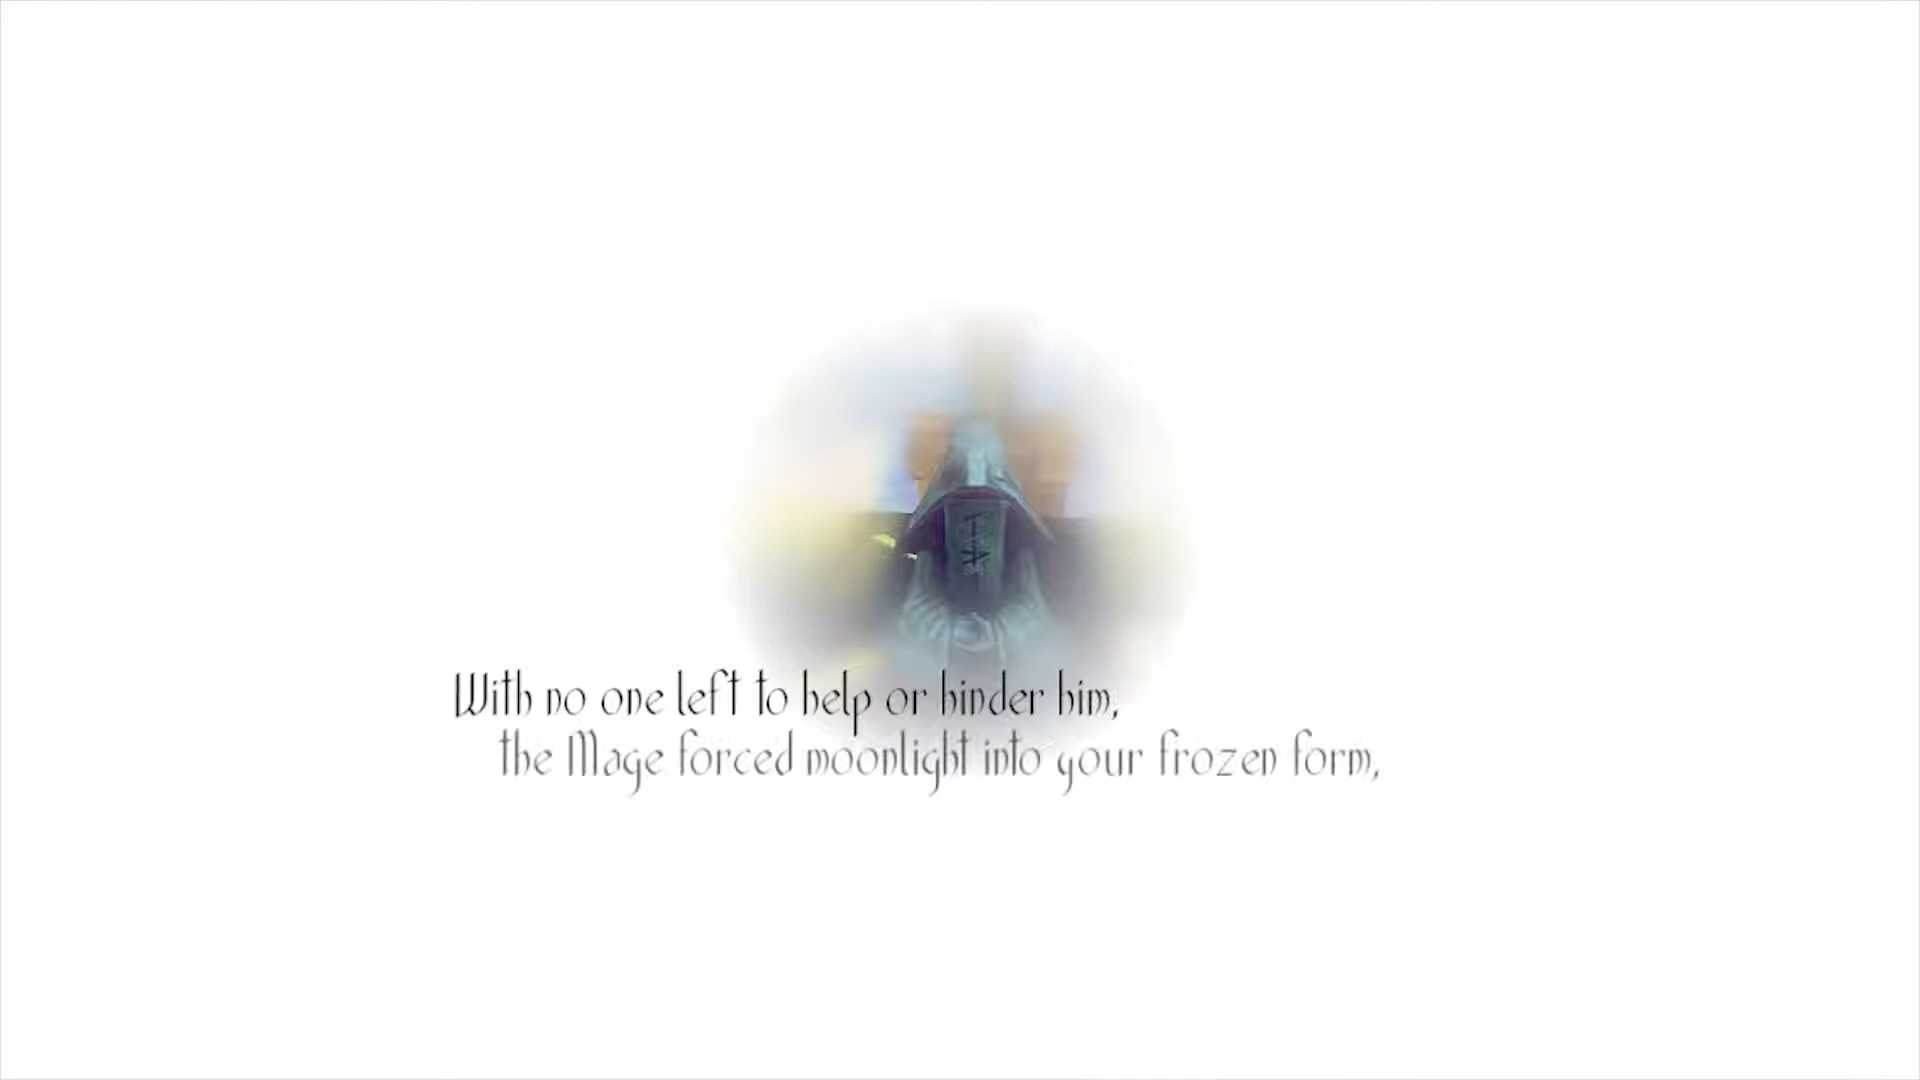 With no one left to help or hinder him,
the Mage forced moonlight into your frozen form,